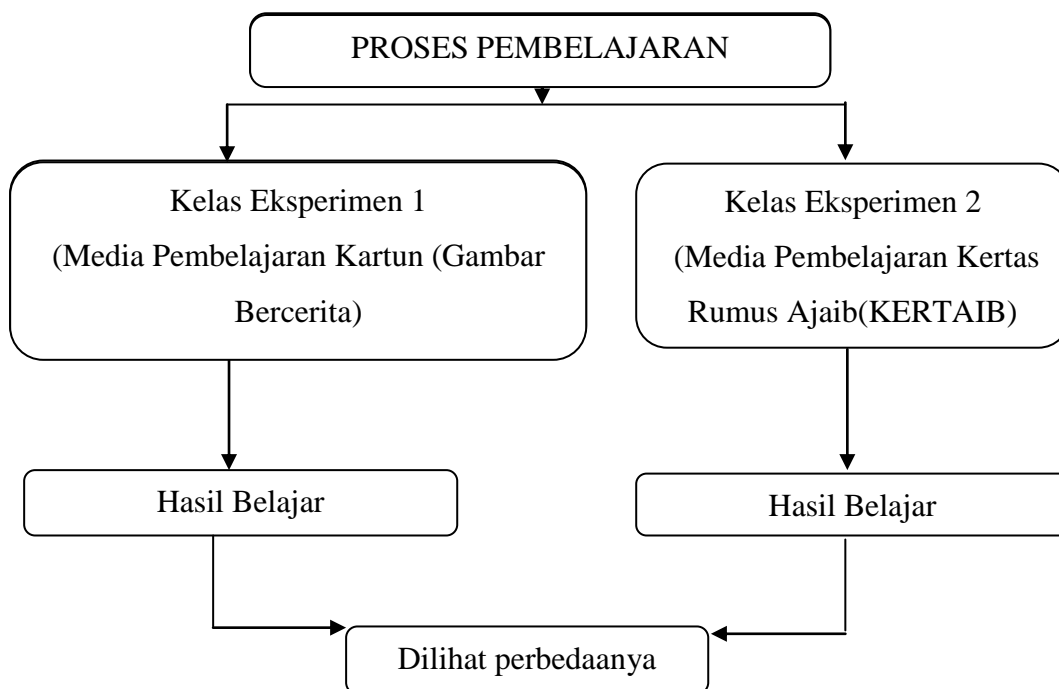 PROSES PEMBELAJARAN
Kelas Eksperimen 1
(Media Pembelajaran Kartun (Gambar
Bercerita)
Kelas Eksperimen 2
(Media Pembelajaran Kertas
Rumus Ajaib(KERTAIB)
Hasil Belajar
Hasil Belajar
Dilihat perbedaanya